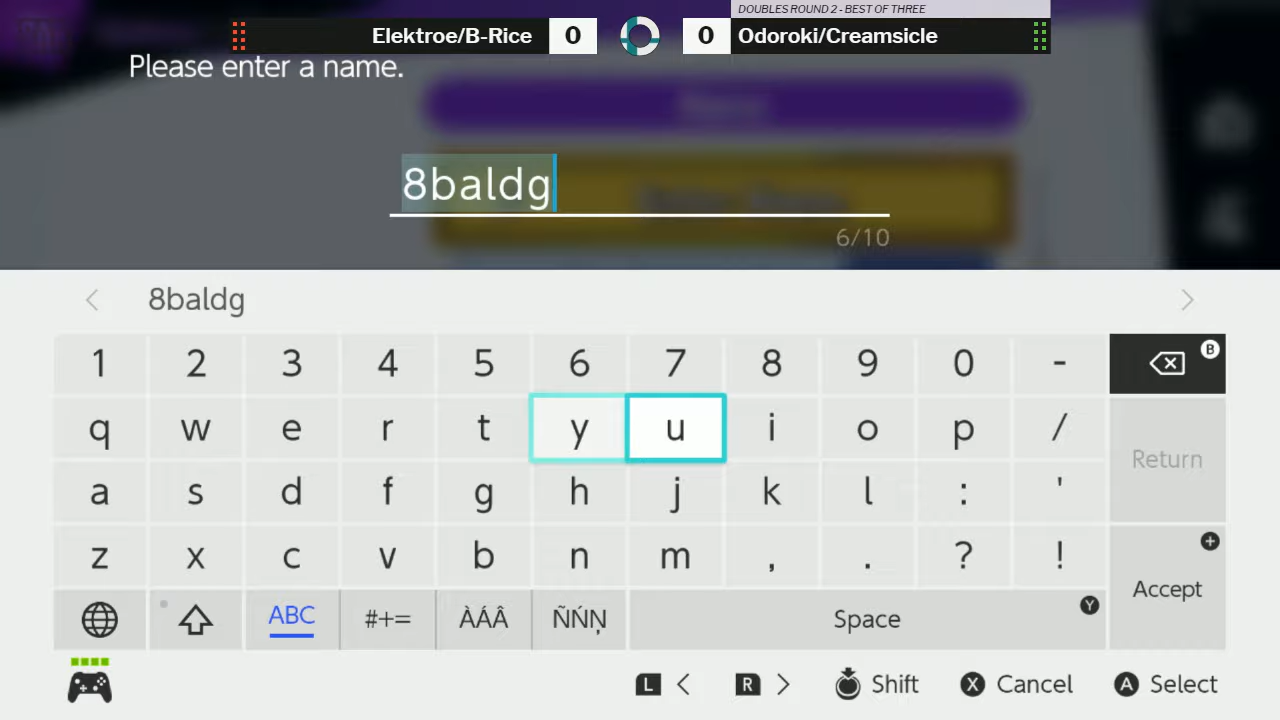 DOUBLES ROUND 2 - BEST OF THREE
Elektroe/B-Rice 0 0 Odoroki/Creamsicle
Please enter a name.
8baldg
6/10
8baldg
1 2 3 4 5 6 7 8 9 0 - B
q w e r t y u i o p / Return
a s d f g h j k l : '
z x c v b n m , . ? ! + Accept
ABC #+= ÀÁÂ ÑŃŅ Space Y
L R Shift X Cancel A Select